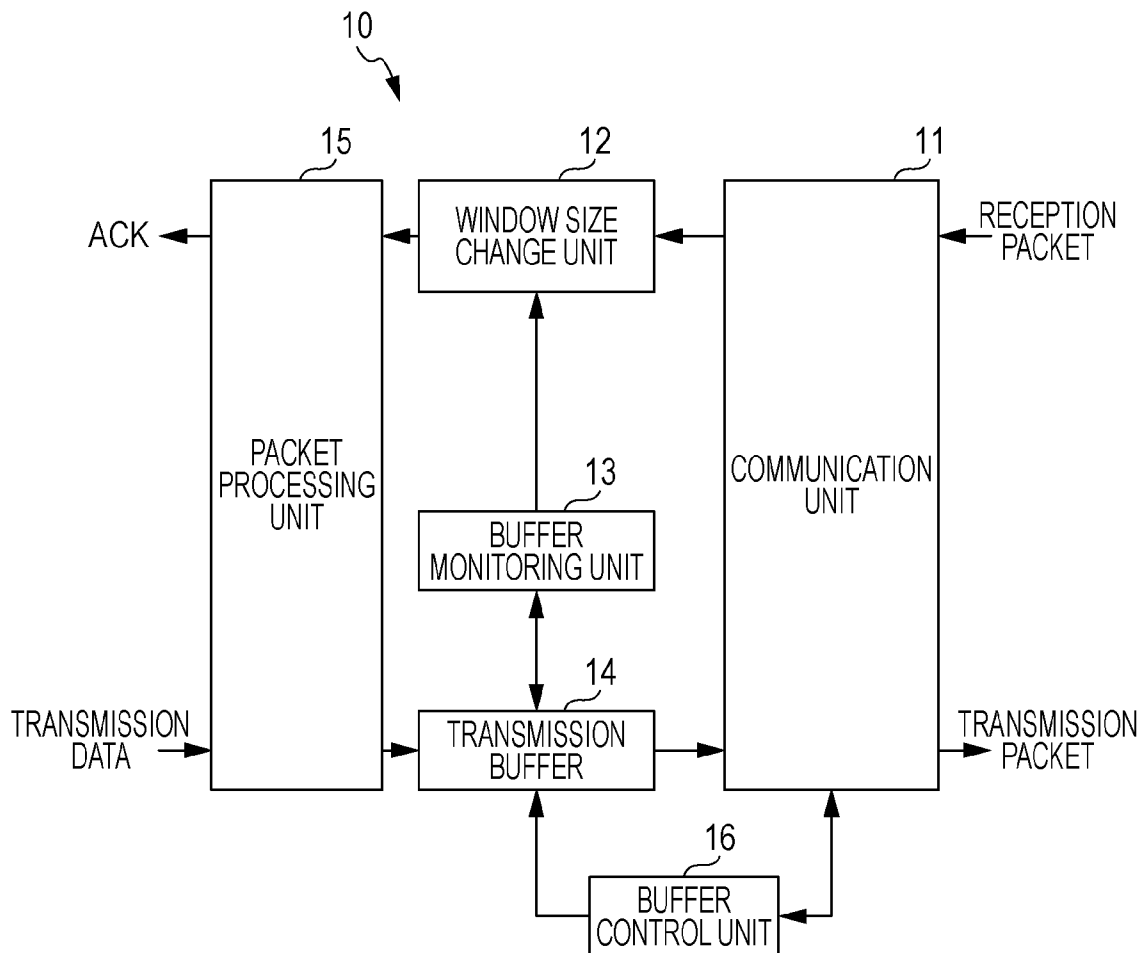 10
15
12
11
ACK
WINDOW SIZE
CHANGE UNIT
RECEPTION
PACKET
PACKET
PROCESSING
UNIT
COMMUNICATION
UNIT
13
BUFFER
MONITORING UNIT
14
TRANSMISSION
DATA
TRANSMISSION
BUFFER
TRANSMISSION
PACKET
16
BUFFER
CONTROL UNIT